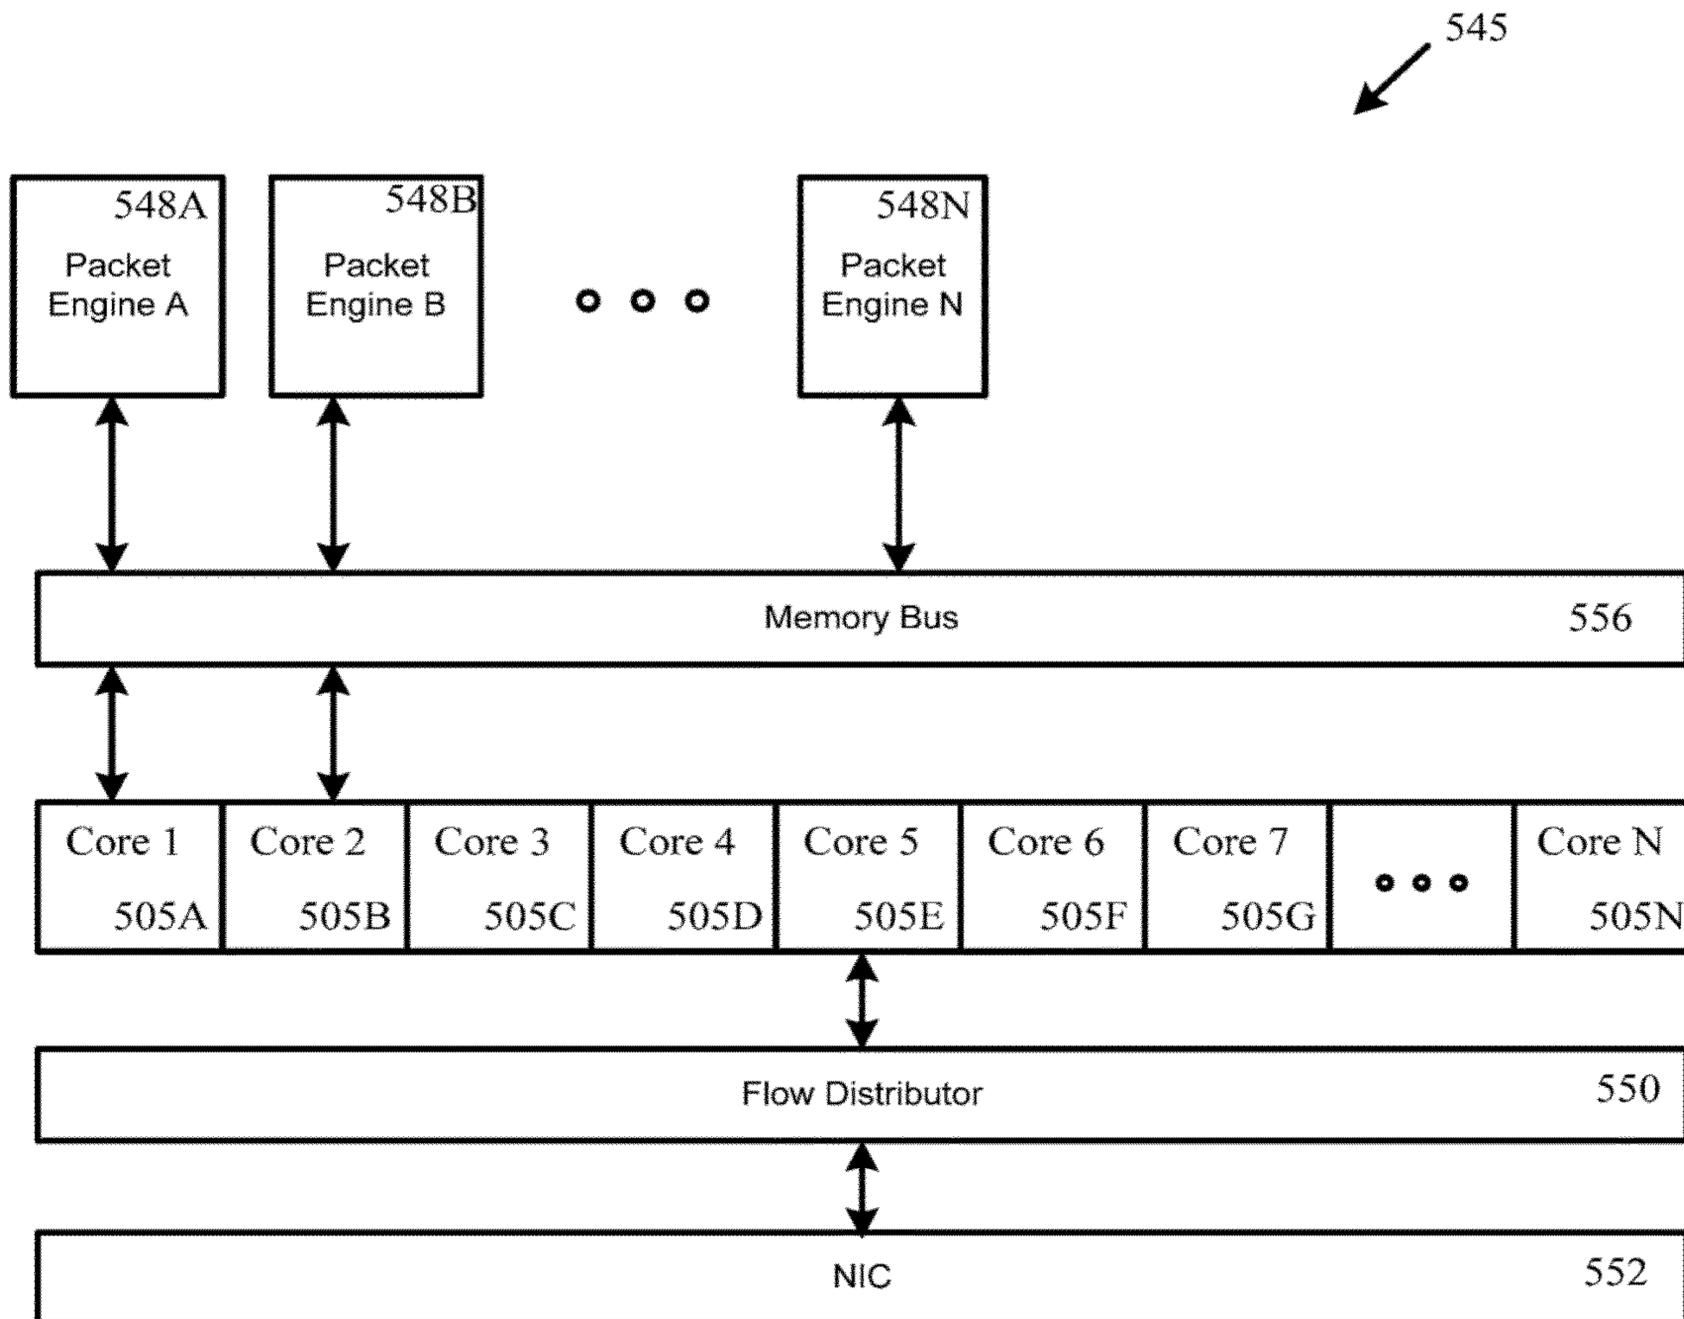 545
548A
Packet
Engine A
548B
Packet
Engine B
548N
Packet
Engine N
Memory Bus
556
Core 1
505A
Core 2
505B
Core 3
505C
Core 4
505D
Core 5
505E
Core 6
505F
Core 7
505G
Core N
505N
Flow Distributor
550
NIC
552